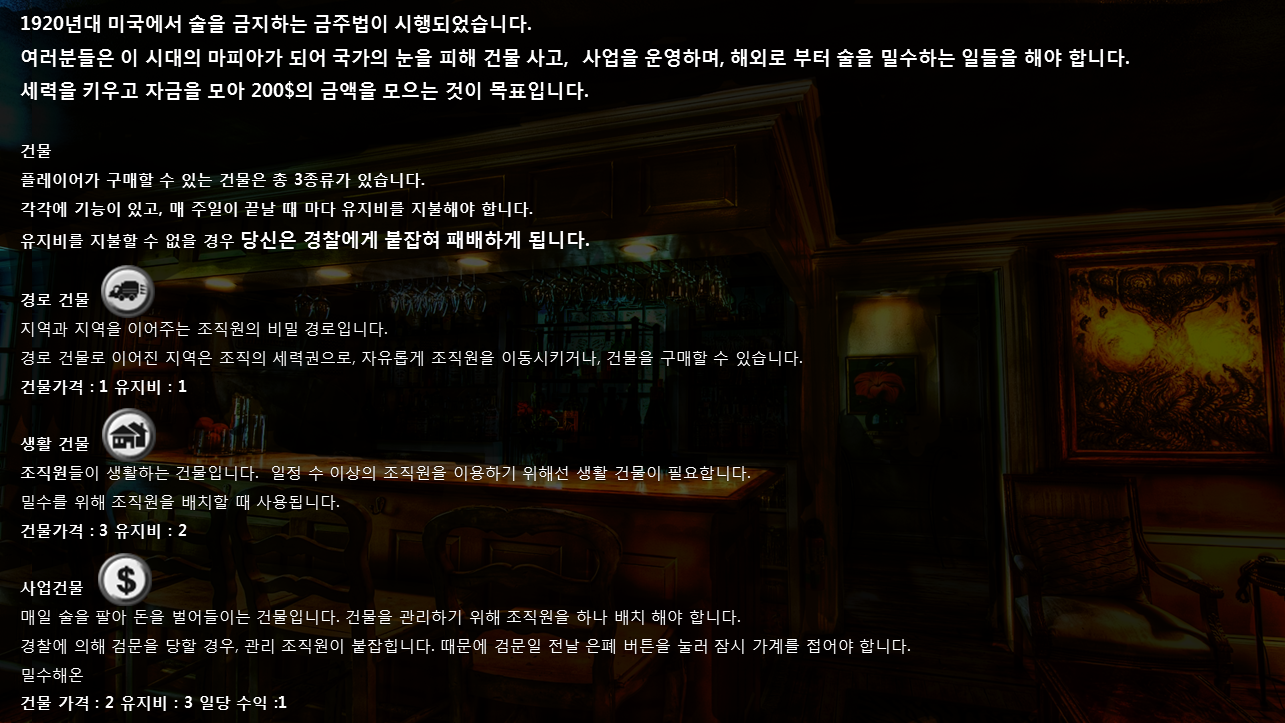 1920년대 미국에서 술을 금지하는 금주법이 시행되었습니다.
여러분들은 이 시대의 마피아가 되어 국가의 눈을 피해 건물 사고, 사업을 운영하며, 해외로 부터 술을 밀수하는 일들을 해야 합니다.
세력을 키우고 자금을 모아 200$의 금액을 모으는 것이 목표입니다.
건물
플레이어가 구매할 수 있는 건물은 총 3종류가 있습니다.
각각에 기능이 있고, 매 주일이 끝날 때 마다 유지비를 지불해야 합니다.
유지비를 지불할 수 없을 경우 당신은 경찰에게 붙잡혀 패배하게 됩니다.
경로 건물
지역과 지역을 이어주는 조직원의 비밀 경로입니다.
경로 건물로 이어진 지역은 조직의 세력권으로, 자유롭게 조직원을 이동시키거나, 건물을 구매할 수 있습니다.
건물가격 : 1 유지비 : 1
생활 건물
조직원들이 생활하는 건물입니다. 일정 수 이상의 조직원을 이용하기 위해선 생활 건물이 필요합니다.
밀수를 위해 조직원을 배치할 때 사용됩니다.
건물가격 : 3 유지비 : 2
사업건물 $
매일 술을 팔아 돈을 벌어들이는 건물입니다. 건물을 관리하기 위해 조직원을 하나 배치 해야 합니다.
경찰에 의해 검문을 당할 경우, 관리 조직원이 붙잡힙니다. 때문에 검문일 전날 은폐 버튼을 눌러 잠시 가게를 접어야 합니다.
밀수해온
건물 가격 : 2 유지비 : 3 일당 수익 :1